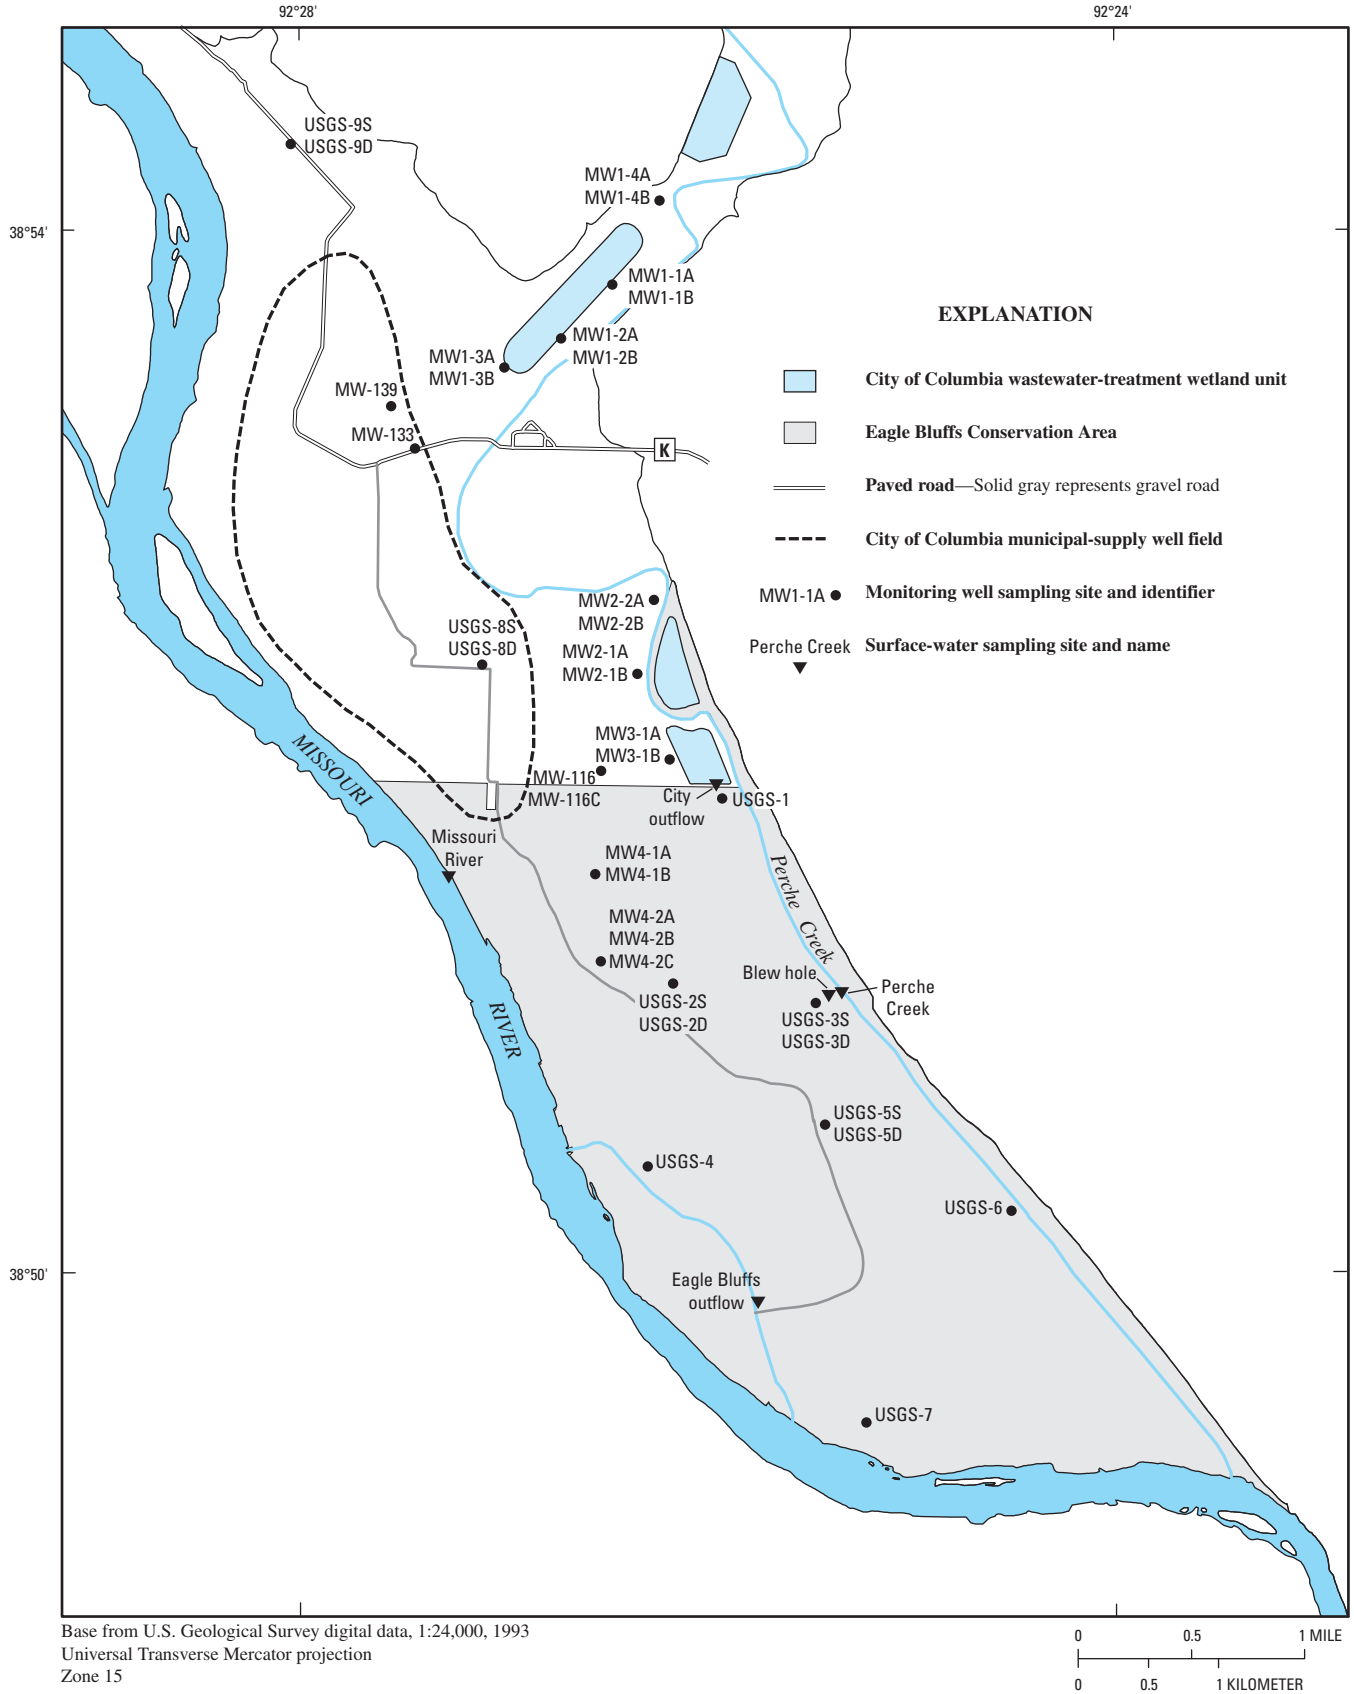 92°28'
92°24'
USGS-9S
USGS-9D
MW1-4A
MW1-4B
38°54'
MW1-1A
MW1-1B
MW1-2A
MW1-2B
MW1-3A
MW1-3B
MW-139
MW-133
K
EXPLANATION
City of Columbia wastewater-treatment wetland unit
Eagle Bluffs Conservation Area
Paved road—Solid gray represents gravel road
City of Columbia municipal-supply well field
MW1-1A
Monitoring well sampling site and identifier
Perche Creek
Surface-water sampling site and name
MW2-2A
MW2-2B
USGS-8S
USGS-8D
MW2-1A
MW2-1B
MW3-1A
MW3-1B
MW-116
MW-116C
City
outflow
USGS-1
MISSOURI
RIVER
Missouri
River
MW4-1A
MW4-1B
Perche Creek
MW4-2A
MW4-2B
MW4-2C
USGS-2S
USGS-2D
Blew hole
Perche
Creek
USGS-3S
USGS-3D
USGS-5S
USGS-5D
USGS-4
USGS-6
38°50'
Eagle Bluffs
outflow
USGS-7
Base from U.S. Geological Survey digital data, 1:24,000, 1993
Universal Transverse Mercator projection
Zone 15
0 0.5 1 MILE
0 0.5 1 KILOMETER